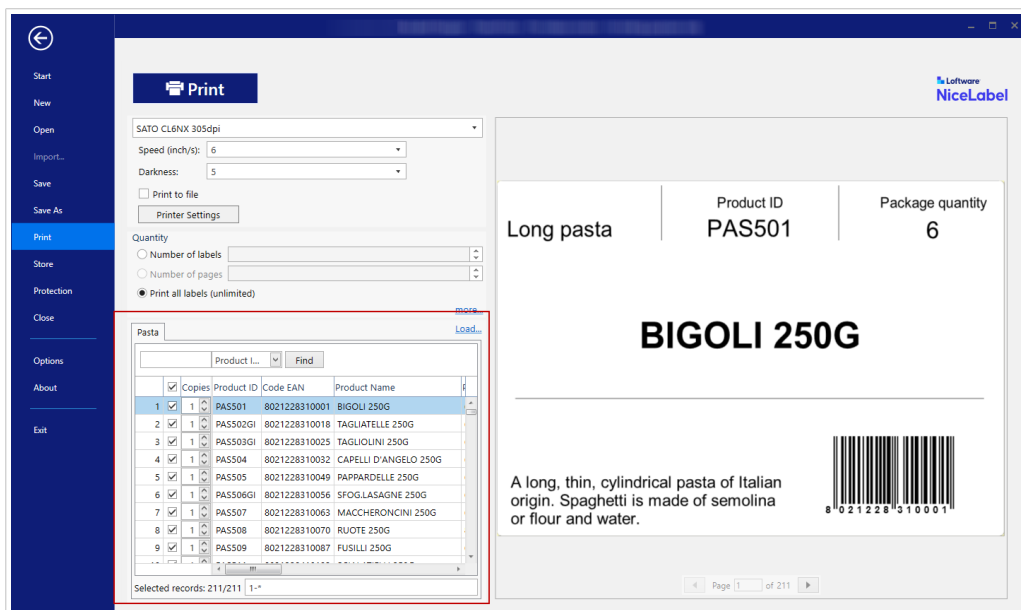 Start
New
Open
Import...
Save
Save As
Print
Store
Protection
Close
Options
About
Exit
Print
SATO CL6NX 305dpi
Speed (inch/s): 6
Darkness: 5
Print to file
Printer Settings
Quantity
Number of labels
Number of pages
Print all labels (unlimited)
more...
Pasta
Load...
Product I... Find
Copies Product ID Code EAN Product Name
1 1 PAS501 8021228310001 BIGOLI 250G
2 1 PAS502GI 8021228310018 TAGLIATELLE 250G
3 1 PAS503GI 8021228310025 TAGLIOLINI 250G
4 1 PAS504 8021228310032 CAPELLI D'ANGELO 250G
5 1 PAS505 8021228310049 PAPPARDELLE 250G
6 1 PAS506GI 8021228310056 SFOG.LASAGNE 250G
7 1 PAS507 8021228310063 MACCHERONCINI 250G
8 1 PAS508 8021228310070 RUOTE 250G
9 1 PAS509 8021228310087 FUSILLI 250G
Selected records: 211/211 1-*
Loftware
NiceLabel
Product ID Package quantity
Long pasta PAS501 6
BIGOLI 250G
A long, thin, cylindrical pasta of Italian
origin. Spaghetti is made of semolina
or flour and water.
8 021228 310001
Page 1 of 211